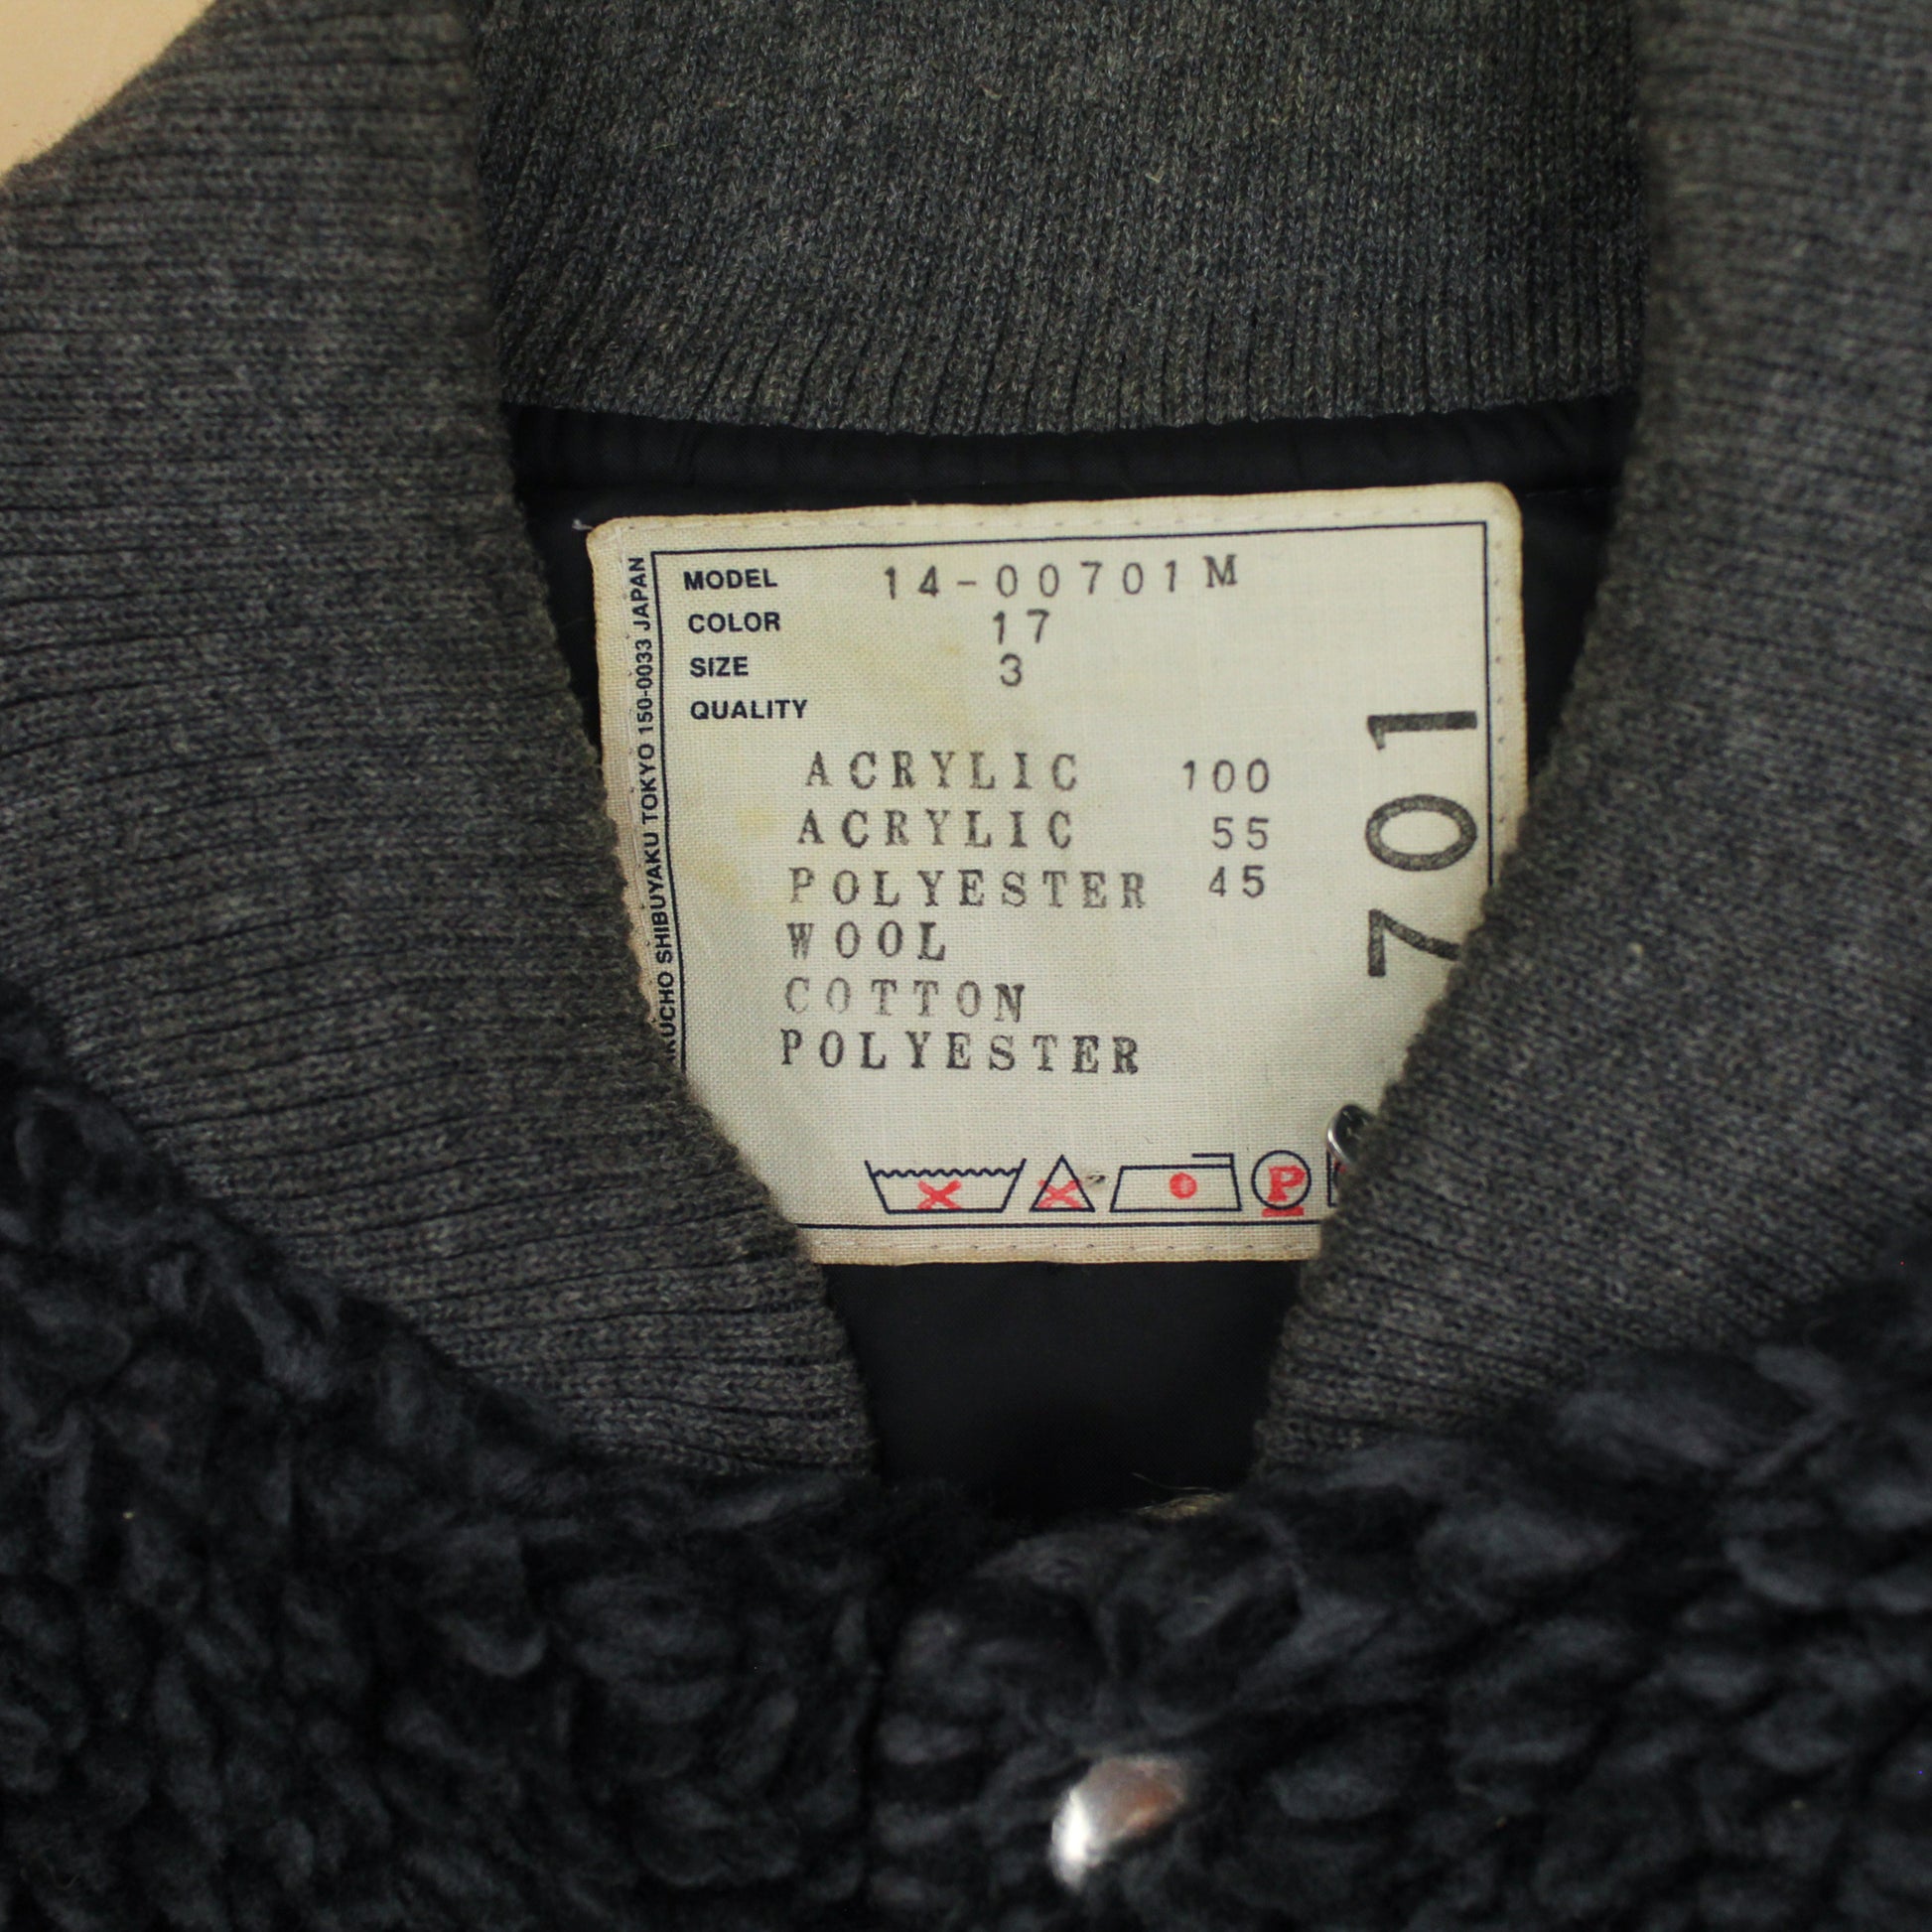 MODEL 14-00701 M
COLOR 17
SIZE 3
QUALITY
ACRYLIC 100
ACRYLIC 55
POLYESTER 45
WOOL
COTTON
POLYESTER
701
SHIBUYAKU TOKYO 150-0033 JAPAN
P